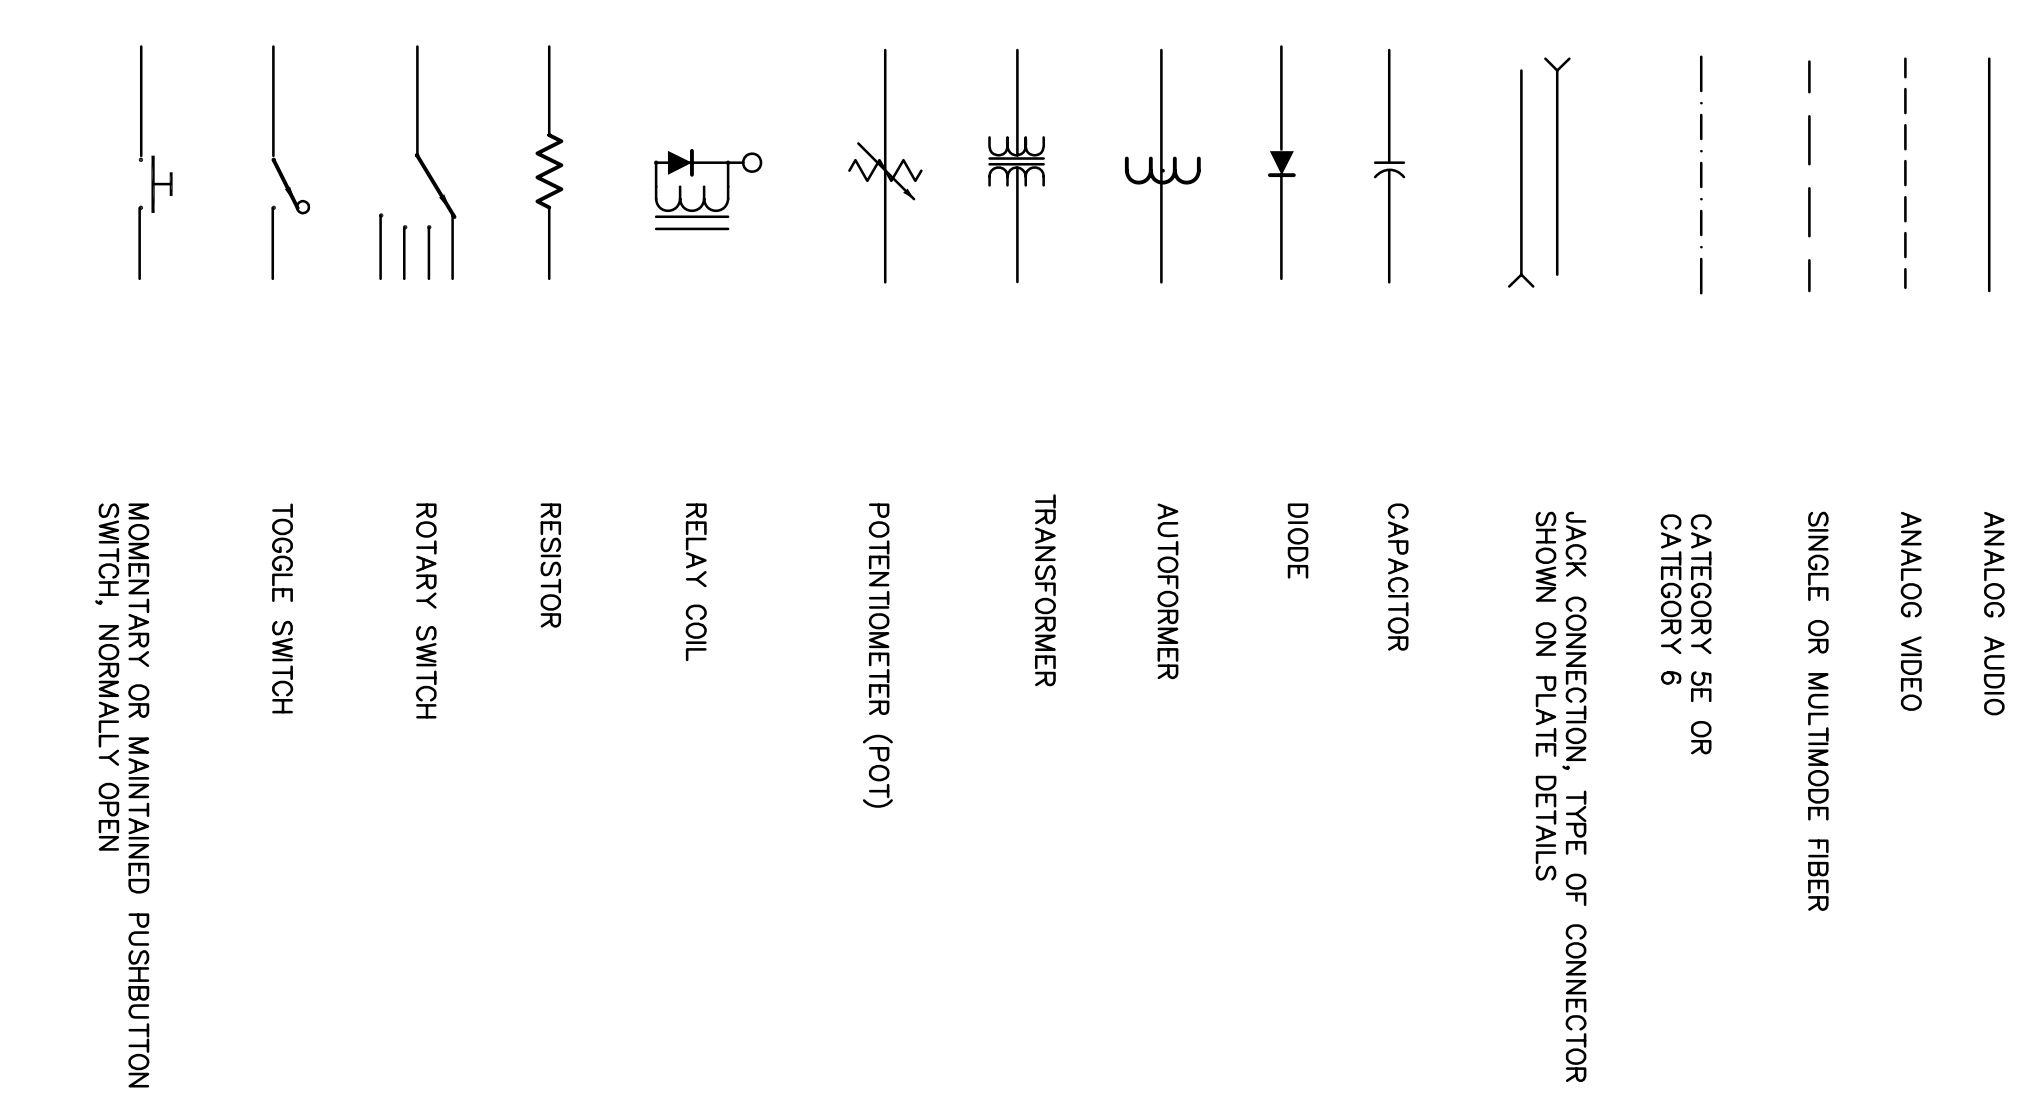 ANALOG AUDIO
ANALOG VIDEO
SINGLE OR MULTIMODE FIBER
CATEGORY 5E OR
CATEGORY 6
JACK CONNECTION, TYPE OF CONNECTOR
SHOWN ON PLATE DETAILS
CAPACITOR
DIODE
AUTOFORMER
TRANSFORMER
POTENTIOMETER (POT)
RELAY COIL
RESISTOR
ROTARY SWITCH
TOGGLE SWITCH
MOMENTARY OR MAINTAINED PUSHBUTTON
SWITCH, NORMALLY OPEN